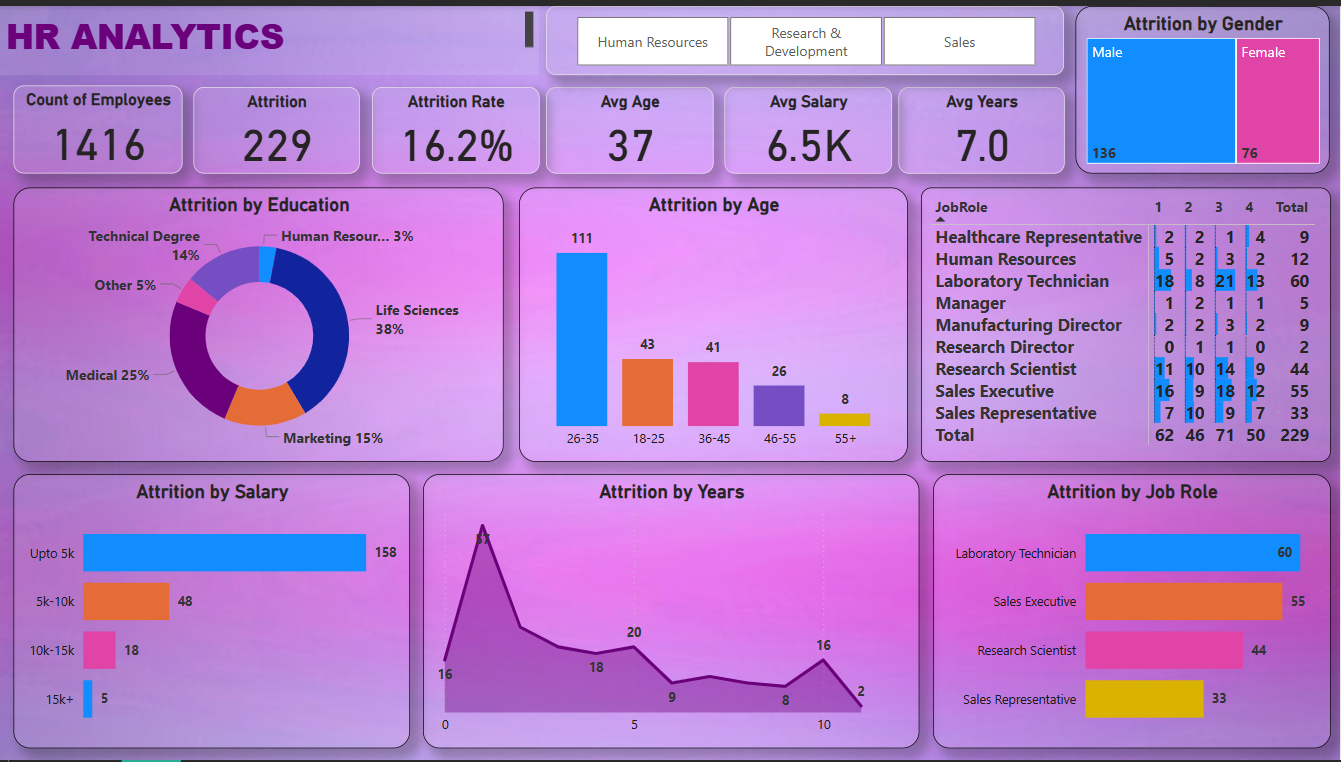 HR ANALYTICS
Human Resources
Research &
Development
Sales
Attrition by Gender
Male
136
Female
76
Count of Employees
1416
Attrition
229
Attrition Rate
16.2%
Avg Age
37
Avg Salary
6.5K
Avg Years
7.0
Attrition by Education
Human Resour... 3%
Technical Degree
14%
Other 5%
Life Sciences
38%
Medical 25%
Marketing 15%
Attrition by Age
111
43
41
26
8
26-35 18-25 36-45 46-55 55+
JobRole 1 2 3 4 Total
Healthcare Representative 2 2 1 4 9
Human Resources 5 2 3 2 12
Laboratory Technician 18 8 21 13 60
Manager 1 2 1 1 5
Manufacturing Director 2 2 3 2 9
Research Director 0 1 1 0 2
Research Scientist 11 10 14 9 44
Sales Executive 16 9 18 12 55
Sales Representative 7 10 9 7 33
Total 62 46 71 50 229
Attrition by Salary
Upto 5k 158
5k-10k 48
10k-15k 18
15k+ 5
Attrition by Years
57
16
18
20
9
8
16
2
0 5 10
Attrition by Job Role
Laboratory Technician 60
Sales Executive 55
Research Scientist 44
Sales Representative 33